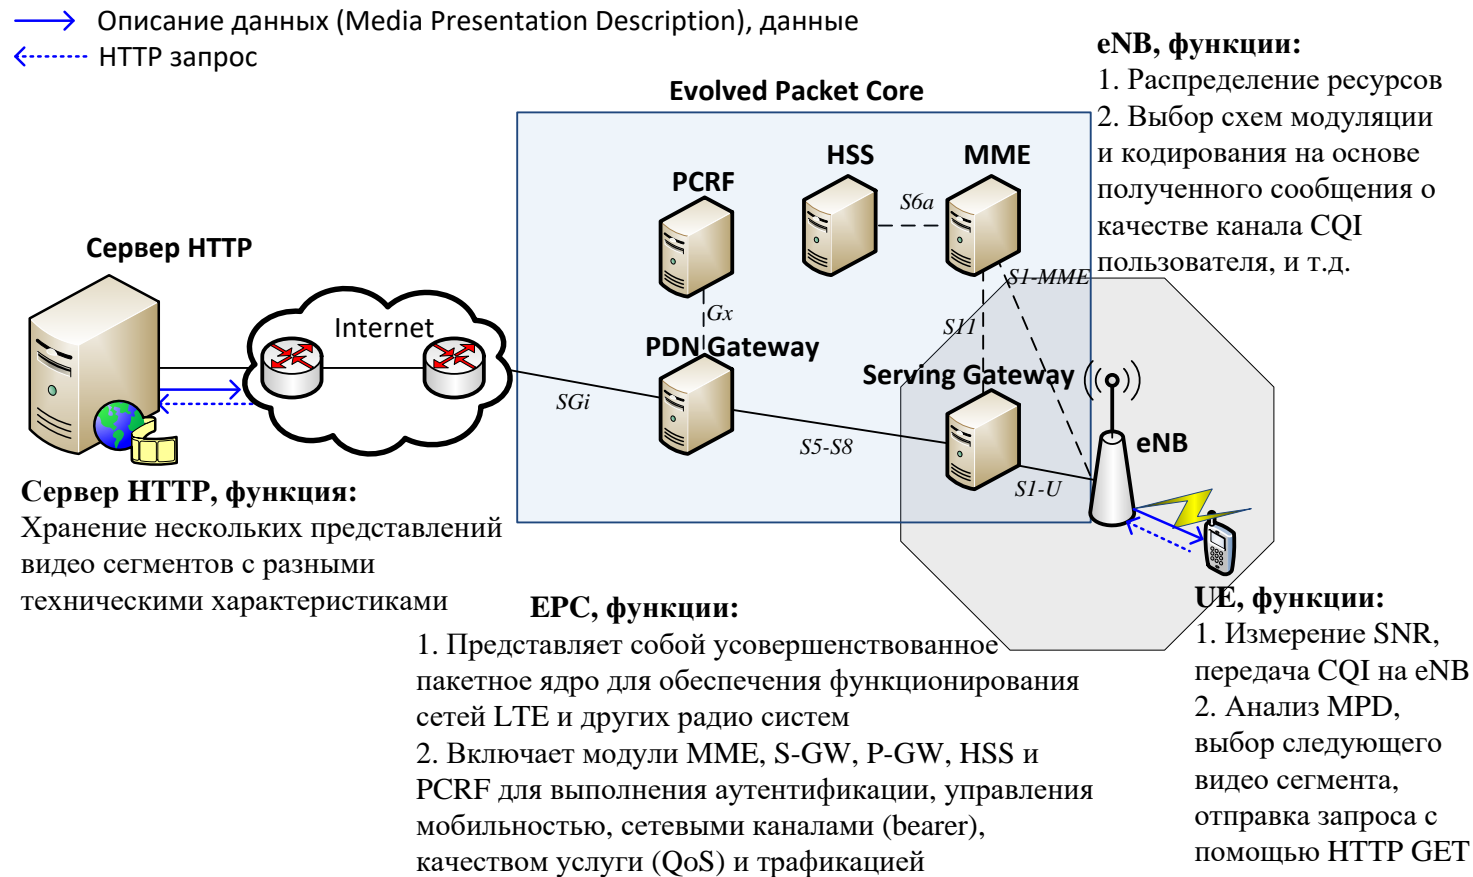 Описание данных (Media Presentation Description), данные
HTTP запрос
eNB, функции:
1. Распределение ресурсов
2. Выбор схем модуляции
и кодирования на основе
полученного сообщения о
качестве канала CQI
пользователя, и т.д.
Evolved Packet Core
HSS
MME
PCRF
S6a
Сервер HTTP
S1-MME
Internet
Gx
S11
PDN Gateway
Serving Gateway
SGi
S5-S8
eNB
S1-U
Сервер HTTP, функция:
Хранение нескольких представлений
видео сегментов с разными
техническими характеристиками
EPC, функции:
1. Представляет собой усовершенствованное
пакетное ядро для обеспечения функционирования
сетей LTE и других радио систем
2. Включает модули MME, S-GW, P-GW, HSS и
PCRF для выполнения аутентификации, управления
мобильностью, сетевыми каналами (bearer),
качеством услуги (QoS) и трафикацией
UE, функции:
1. Измерение SNR,
передача CQI на eNB
2. Анализ MPD,
выбор следующего
видео сегмента,
отправка запроса с
помощью HTTP GET